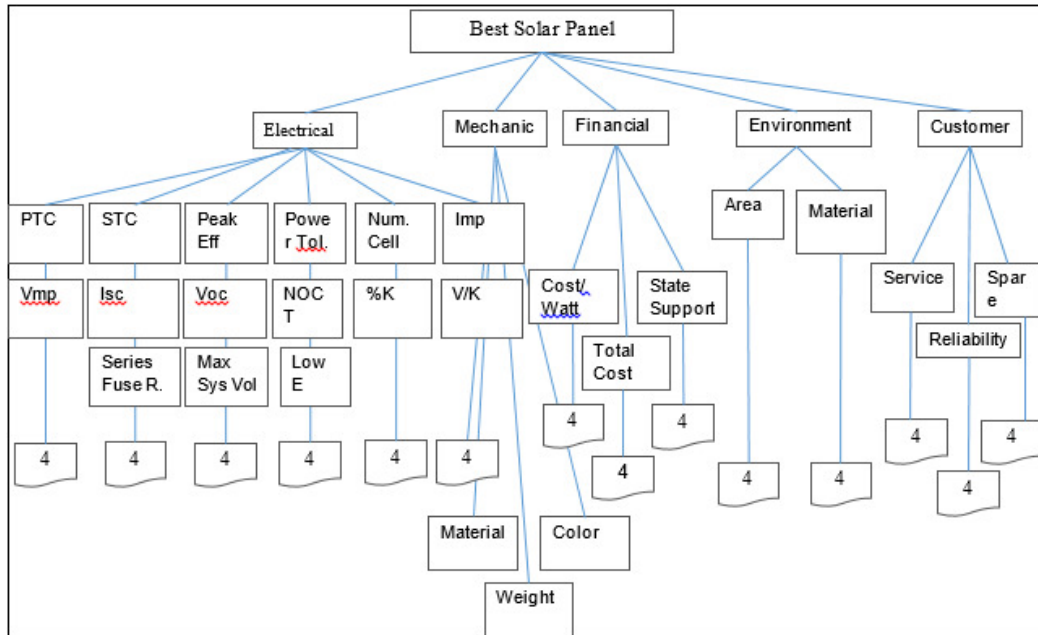 Best Solar Panel
Electrical
Mechanic
Financial
Environment
Customer
PTC
STC
Peak
Eff
Powe
r Tol.
Num.
Cell
Imp
Area
Material
Vmp
Isc
Voc
NOC
T
%K
V/K
Cost/
Watt
State
Support
Service
Spar
e
Series
Fuse R.
Max
Sys Vol
Low
E
Total
Cost
Reliability
4
4
4
4
4
4
4
4
4
4
4
4
4
4
Material
Color
Weight